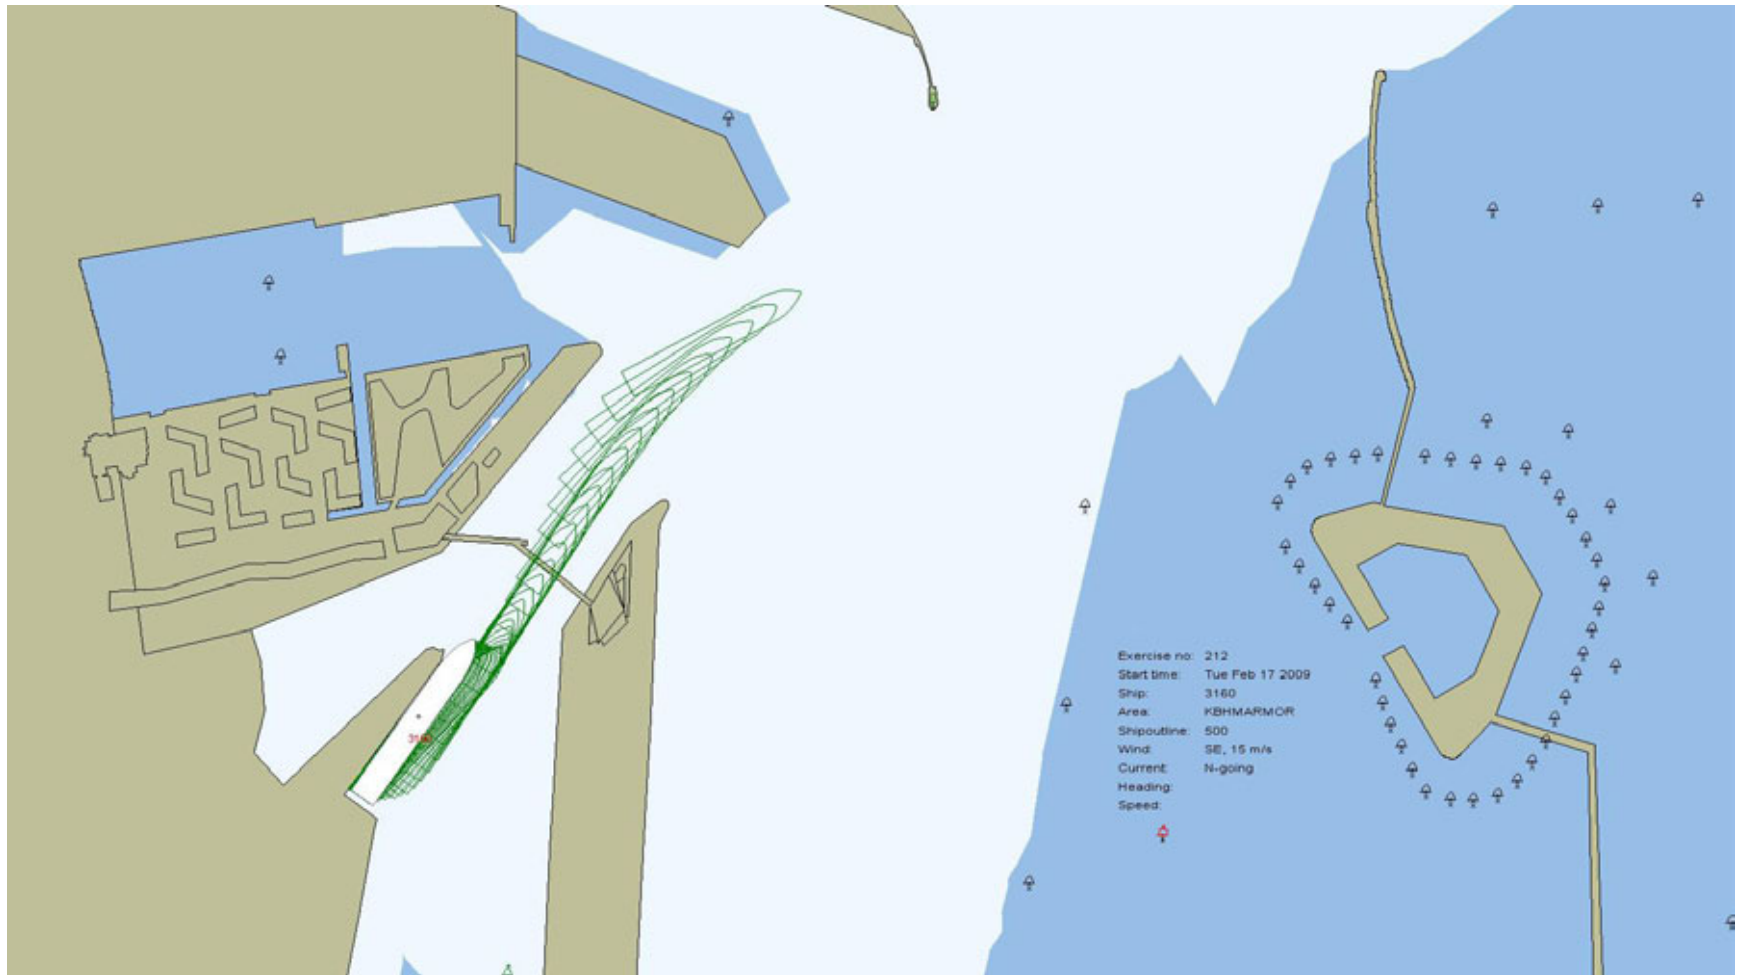 Exercise no: 212
Start time: Tue Feb 17 2009
Ship: 3160
Area: KBHMARMOR
Shipoutline: 500
Wind: SE, 15 m/s
Current: N-going
Heading:
Speed: